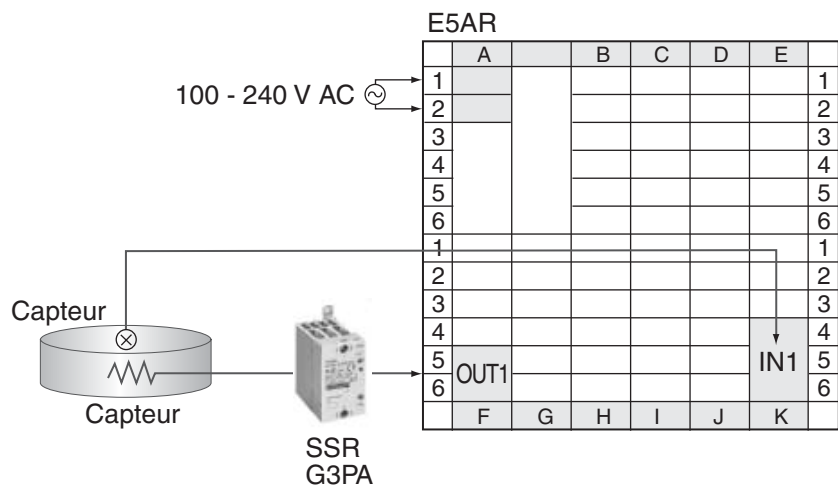 E5AR
A B C D E
100 - 240 V AC
1 1
2 2
3 3
4 4
5 5
6 6
1 1
2 2
3 3
4 4
5 5
6 6
OUT1
IN1
F G H I J K
Capteur
Capteur
SSR
G3PA